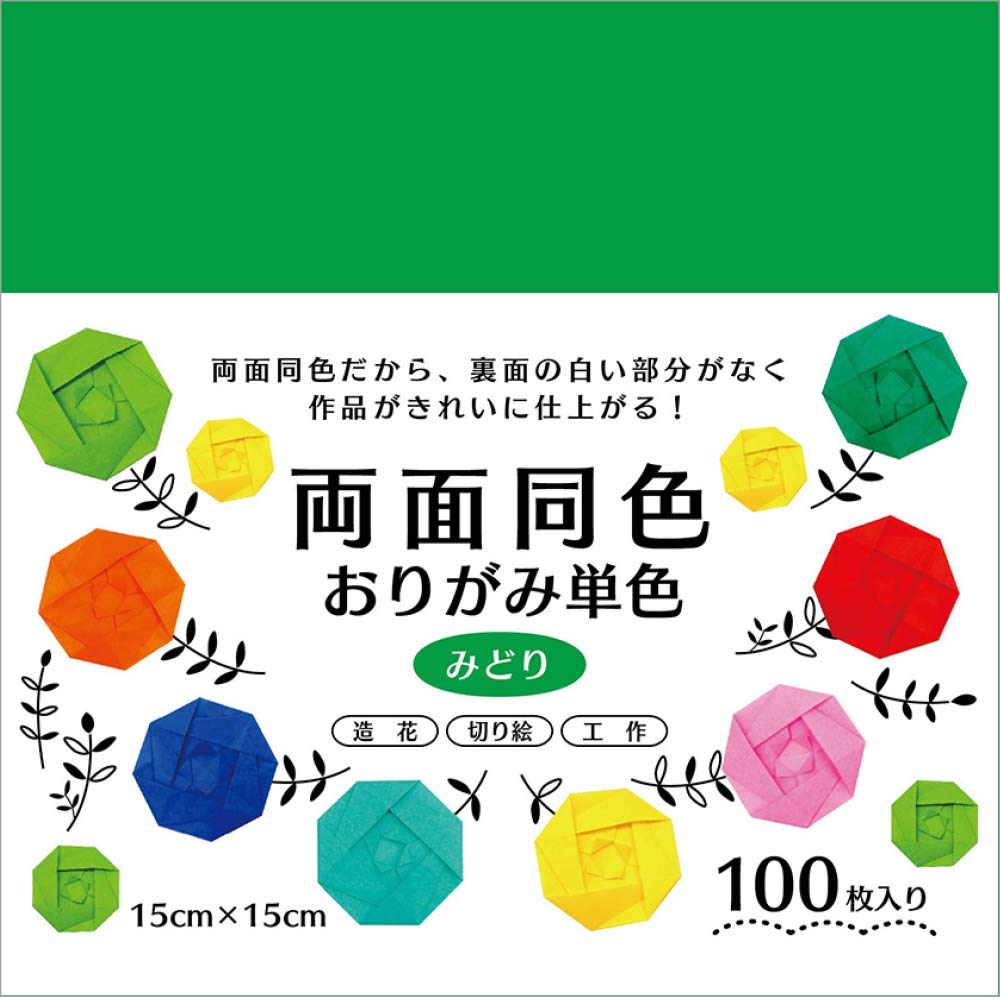 両面同色だから、裏面の白い部分がなく
作品がきれいに仕上がる！
両面同色
おりがみ単色
みどり
造花 切り絵 工作
15cm×15cm
100枚入り